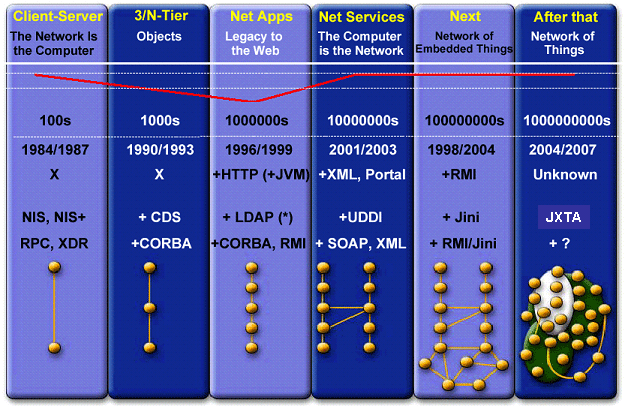 Client-Server
The Network Is
the Computer
100s
1984/1987
X
NIS, NIS+
RPC, XDR
3/N-Tier
Objects
1000s
1990/1993
X
+ CDS
+CORBA
Net Apps
Legacy to
the Web
1000000s
1996/1999
+HTTP (+JVM)
+ LDAP (*)
+CORBA, RMI
Net Services
The Computer
is the Network
10000000s
2001/2003
+XML, Portal
+UDDI
+ SOAP, XML
Next
Network of
Embedded Things
100000000s
1998/2004
+RMI
+ Jini
+ RMI/Jini
After that
Network of
Things
1000000000s
2004/2007
Unknown
JXTA
+ ?